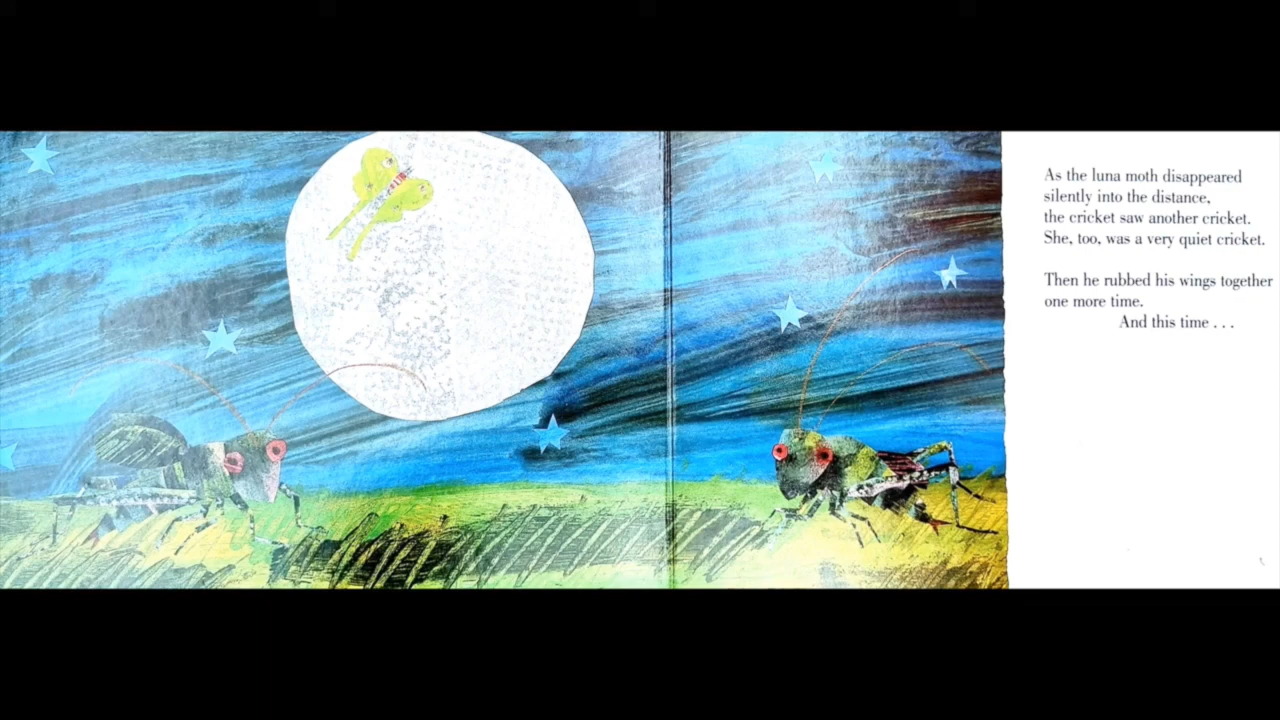 As the luna moth disappeared
silently into the distance,
the cricket saw another cricket.
She, too, was a very quiet cricket.
Then he rubbed his wings together
one more time.
And this time . . .